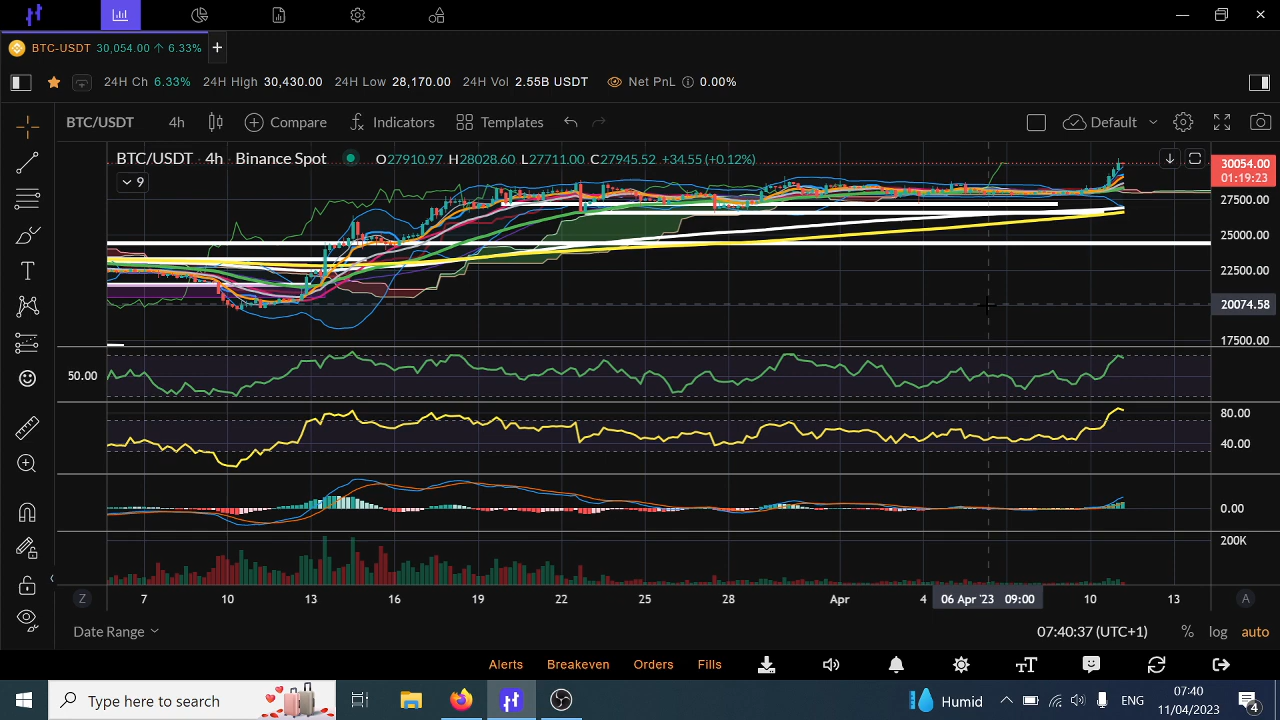 BTC-USDT 30,054.00 ↑ 6.33% +
24H Ch 6.33% 24H High 30,430.00 24H Low 28,170.00 24H Vol 2.55B USDT Net PnL 0.00%
BTC/USDT 4h Compare Indicators Templates Default
BTC/USDT · 4h · Binance Spot O27910.97 H28028.60 L27711.00 C27945.52 +34.55 (+0.12%)
9
30054.00
01:19:23
27500.00
25000.00
22500.00
20074.58
17500.00
50.00
80.00
40.00
0.00
200K
Z 7 10 13 16 19 22 25 28 Apr 4 06 Apr '23 09:00 10 13 A
Date Range 07:40:37 (UTC+1) % log auto
Alerts Breakeven Orders Fills
Type here to search Humid ENG 07:40
11/04/2023
4